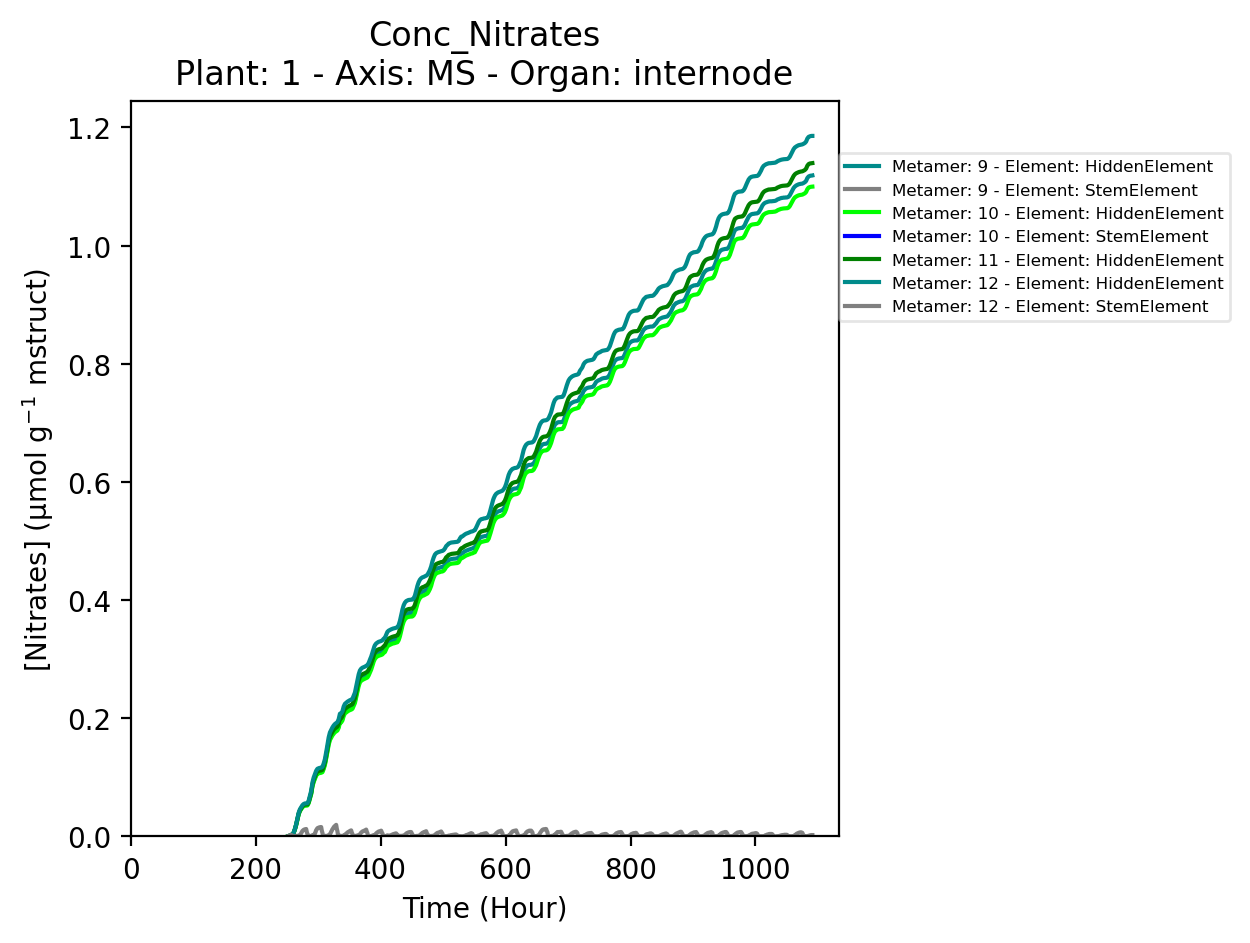 Conc_Nitrates
Plant: 1 - Axis: MS - Organ: internode
1.2
1.0
0.8
0.6
0.4
0.2
0.0
[Nitrates] (µmol g⁻¹ mstruct)
0 200 400 600 800 1000
Time (Hour)
Metamer: 9 - Element: HiddenElement
Metamer: 9 - Element: StemElement
Metamer: 10 - Element: HiddenElement
Metamer: 10 - Element: StemElement
Metamer: 11 - Element: HiddenElement
Metamer: 12 - Element: HiddenElement
Metamer: 12 - Element: StemElement